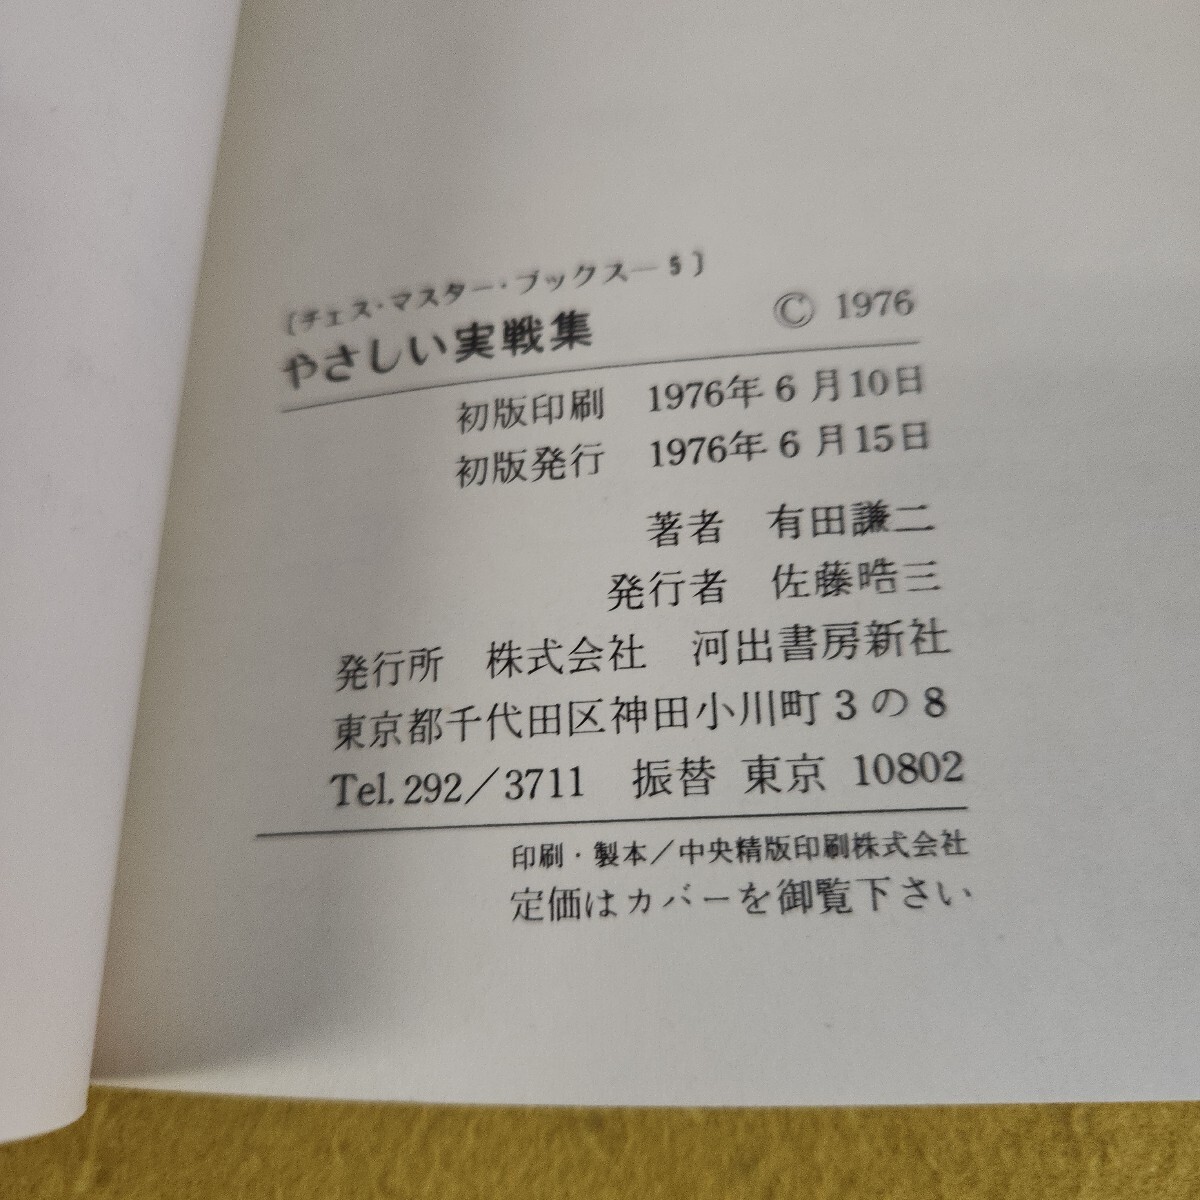 〔チェス・マスター・ブックス―5〕
やさしい実戦集 © 1976
初版印刷 1976年6月10日
初版発行 1976年6月15日
著者 有田謙二
発行者 佐藤晧三
発行所 株式会社 河出書房新社
東京都千代田区神田小川町3の8
Tel. 292/3711 振替 東京 10802
印刷・製本/中央精版印刷株式会社
定価はカバーを御覧下さい